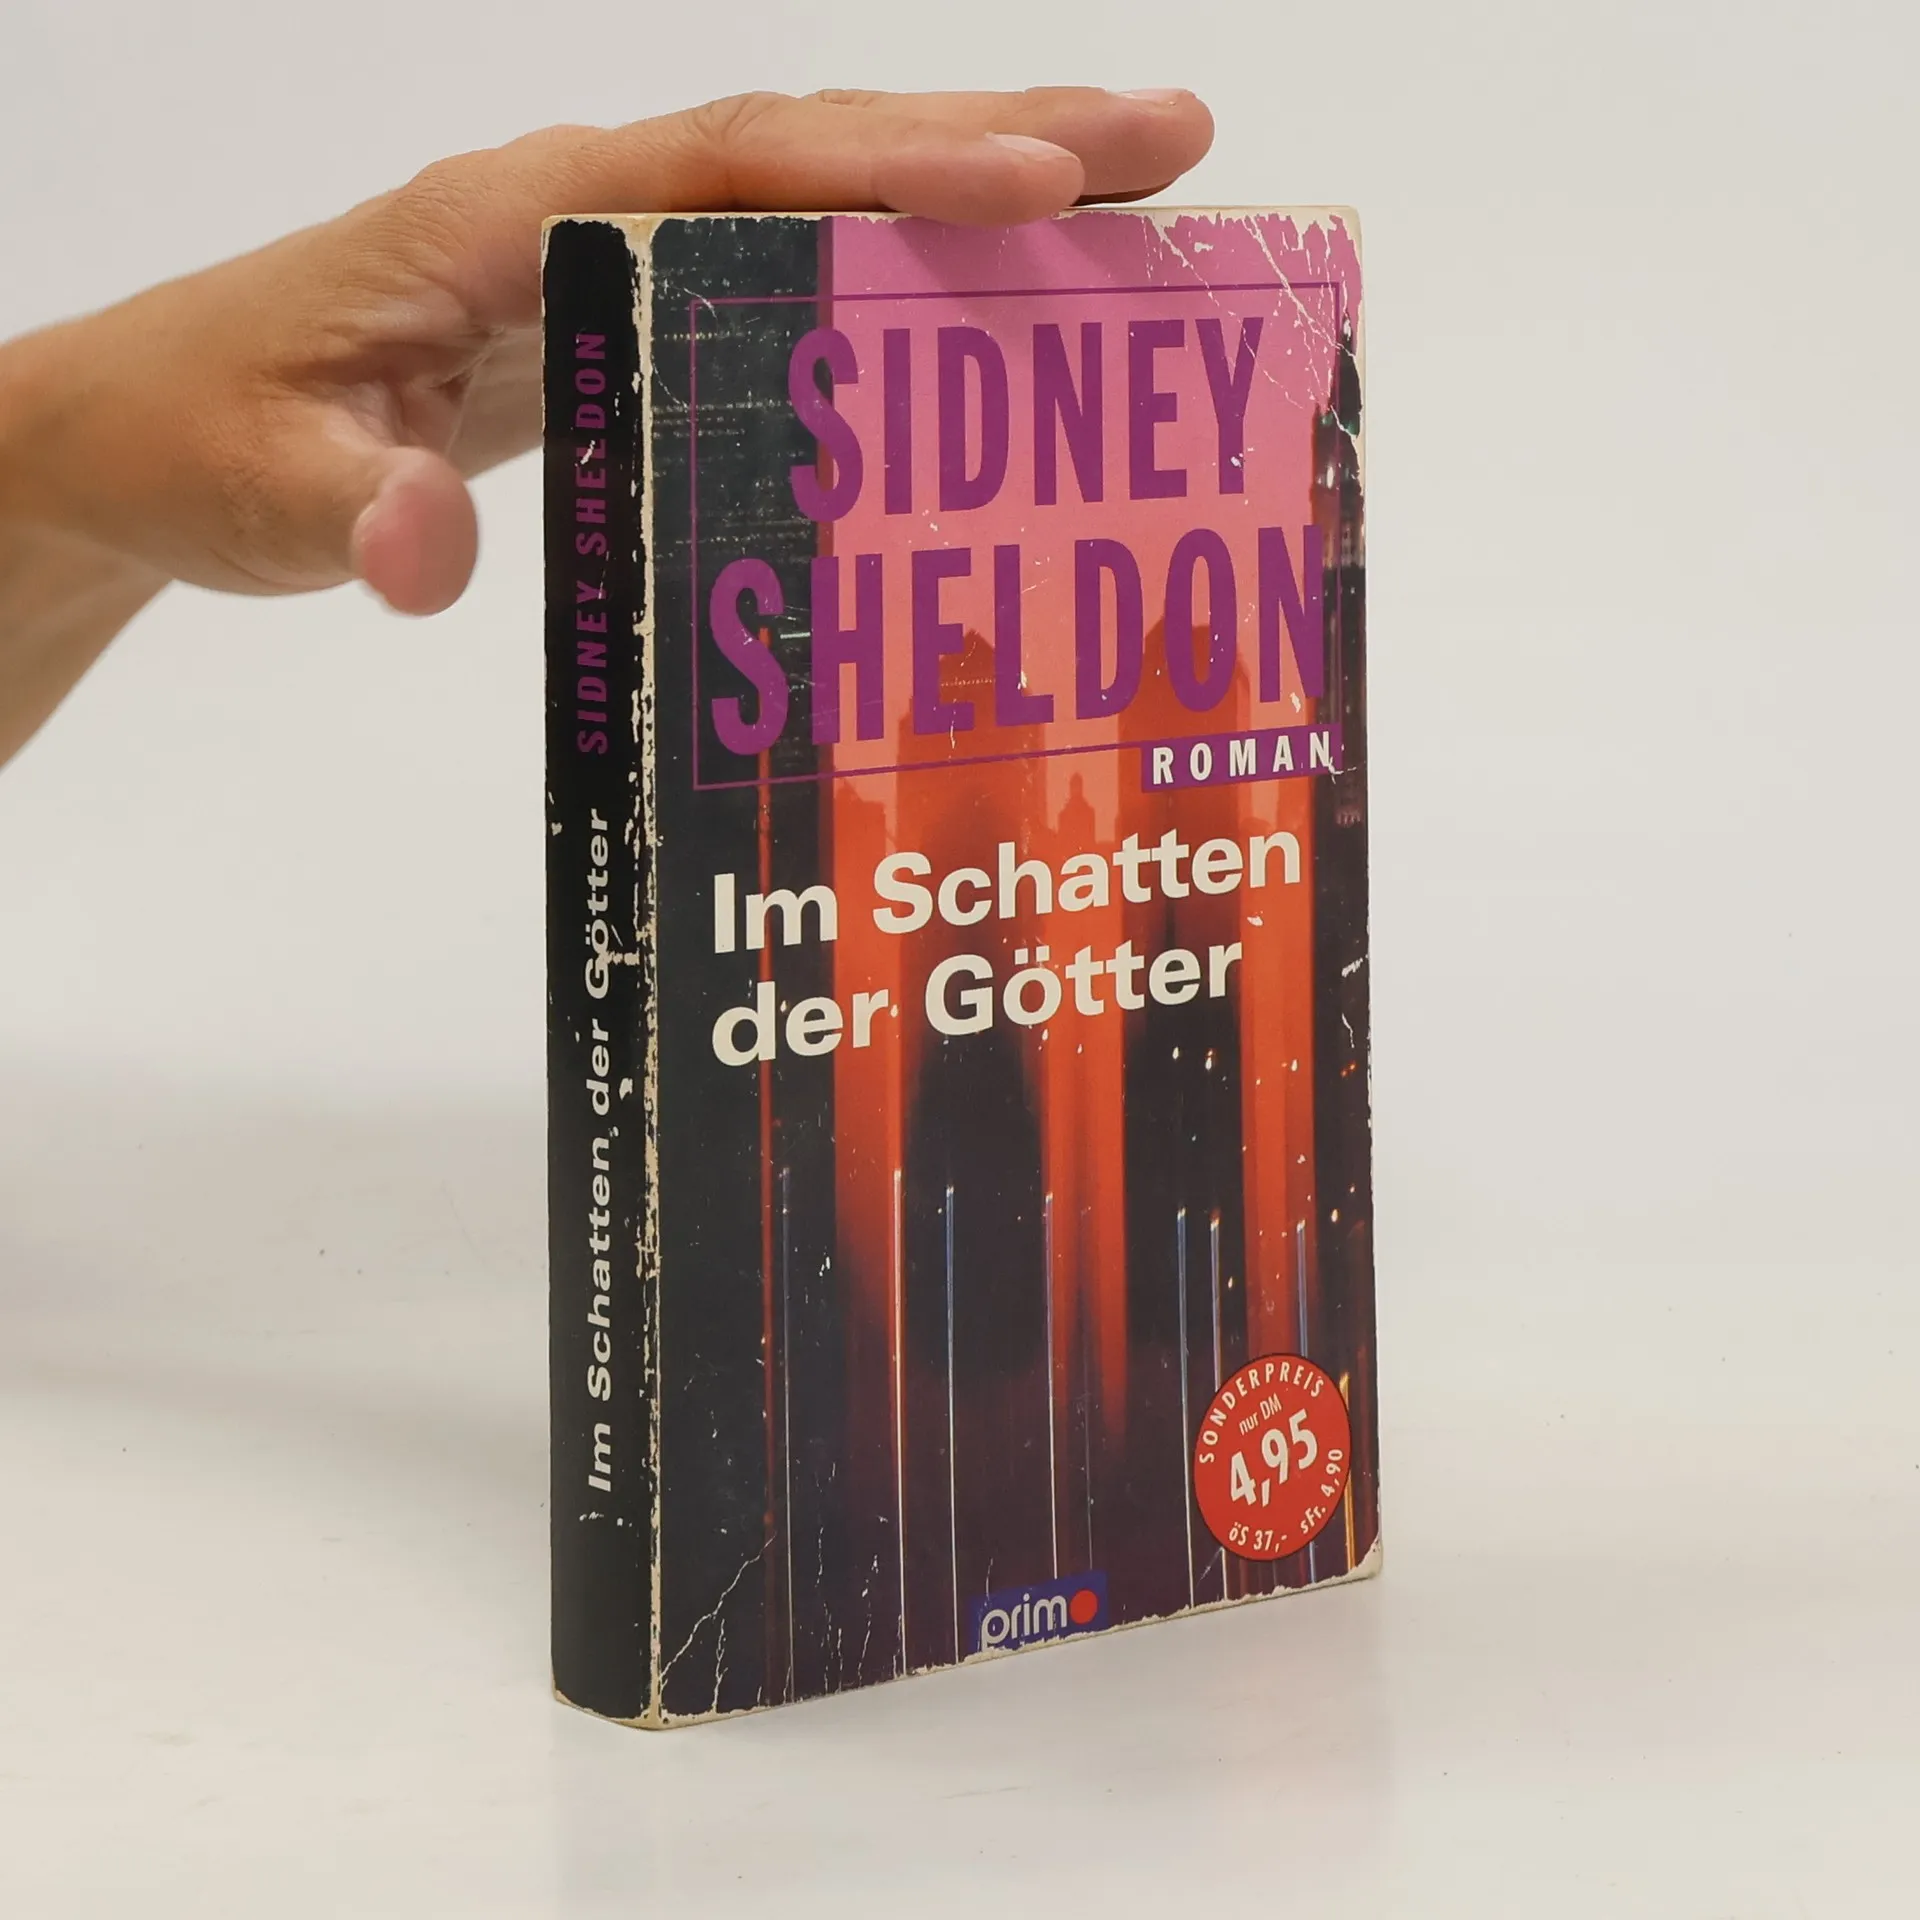 SIDNEY SHELDON Im Schatten der Götter
SIDNEY
SHELDON
ROMAN
Im Schatten
der Götter
SONDERPREIS
nur DM
4,95
öS 37,- sFr. 4,90
primo